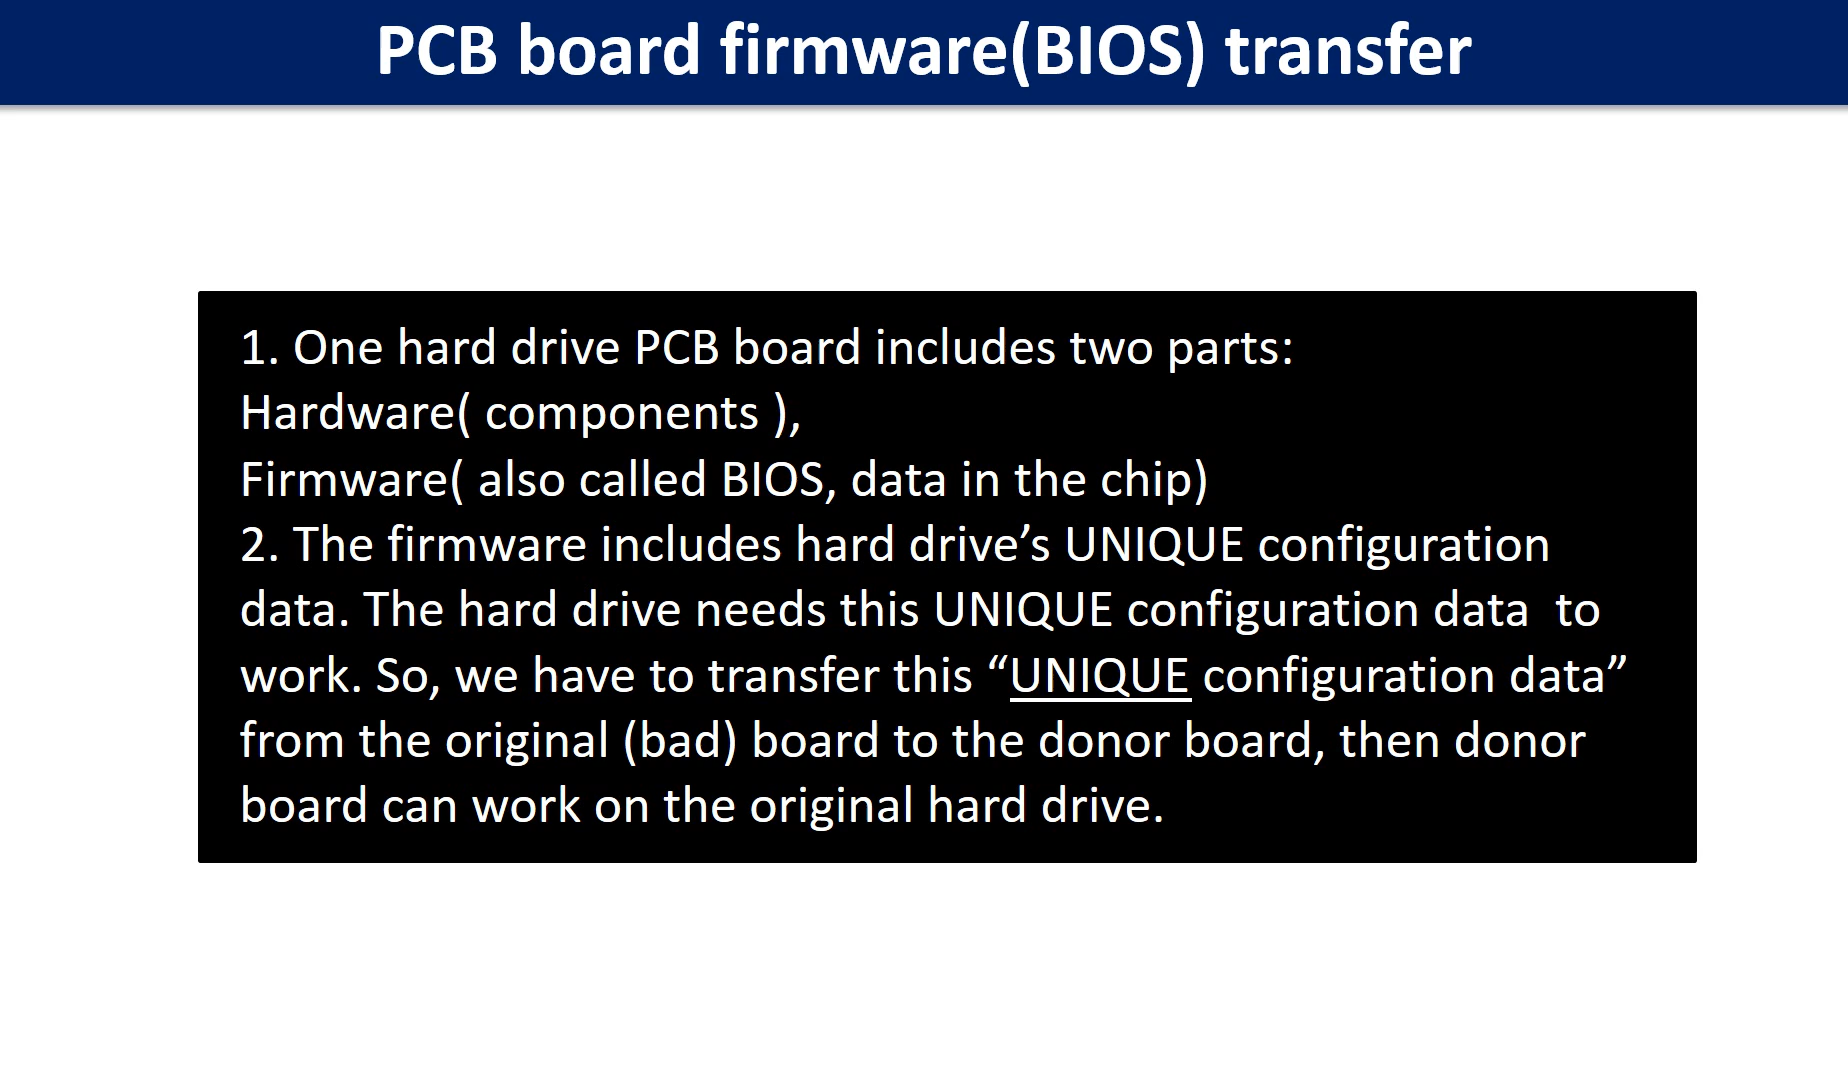 PCB board firmware(BIOS) transfer
1. One hard drive PCB board includes two parts:
Hardware( components ),
Firmware( also called BIOS, data in the chip)
2. The firmware includes hard drive’s UNIQUE configuration
data. The hard drive needs this UNIQUE configuration data  to
work. So, we have to transfer this “UNIQUE configuration data”
from the original (bad) board to the donor board, then donor
board can work on the original hard drive.